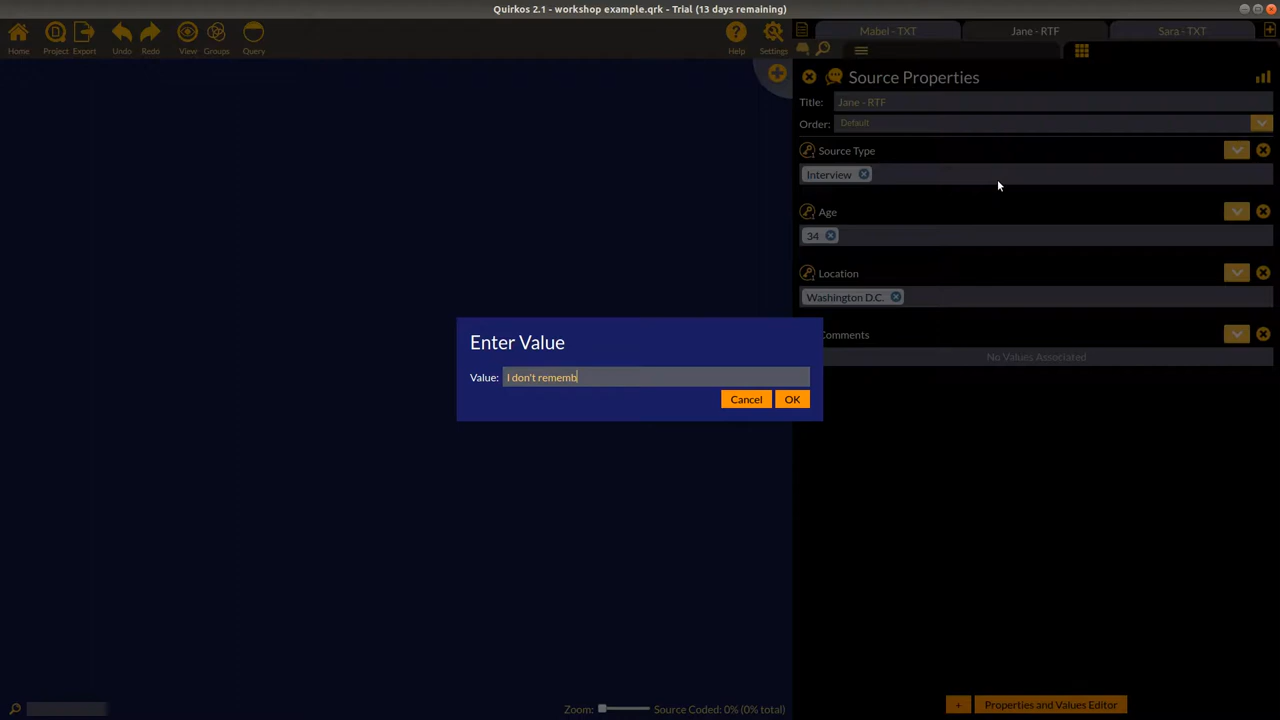 Quirkos 2.1 - workshop example.qrk - Trial (13 days remaining)
Home Project Export Undo Redo View Groups Query Help Settings
Mabel - TXT Jane - RTF Sara - TXT
Source Properties
Title: Jane - RTF
Order: Default
Source Type
Interview
Age
34
Location
Washington D.C.
Comments
No Values Associated
Enter Value
Value: I don't rememb
Cancel OK
+ Properties and Values Editor
Zoom: Source Coded: 0% (0% total)